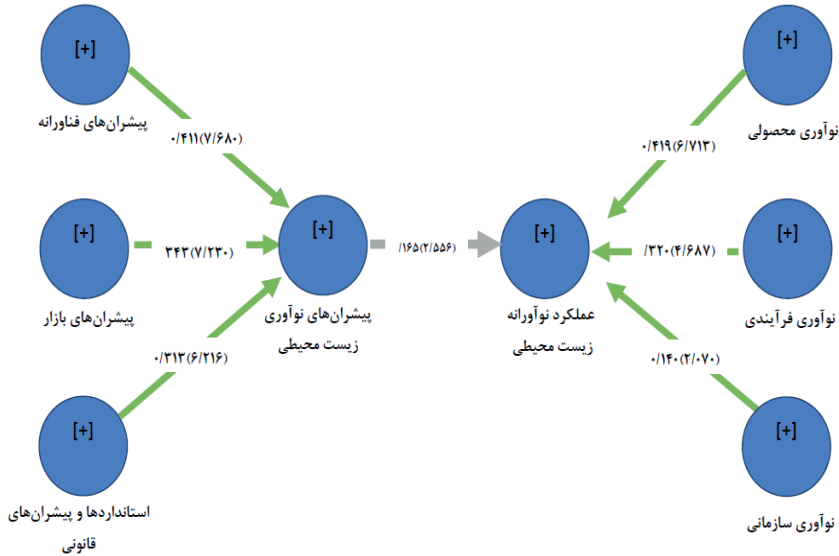 [+]
پیشران‌های فناورانه
۰/۴۱۱(۷/۶۸۰)
[+]
پیشران‌های بازار
۳۴۳(۷/۲۳۰)
[+]
استانداردها و پیشران‌های
قانونی
۰/۳۱۳(۶/۲۱۶)
[+]
پیشران‌های نوآوری
زیست محیطی
/۱۶۵(۲/۵۵۶)
[+]
عملکرد نوآورانه
زیست محیطی
[+]
نوآوری محصولی
۰/۴۱۹(۶/۷۱۳)
[+]
نوآوری فرآیندی
/۳۲۰(۴/۶۸۷)
[+]
نوآوری سازمانی
۰/۱۴۰(۲/۰۷۰)